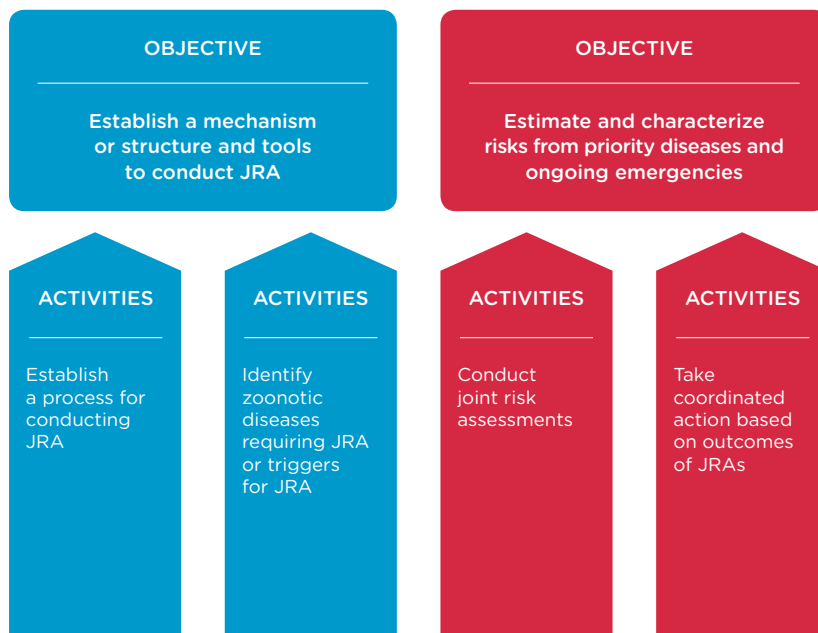 OBJECTIVE
Establish a mechanism
or structure and tools
to conduct JRA
OBJECTIVE
Estimate and characterize
risks from priority diseases and
ongoing emergencies
ACTIVITIES
Establish
a process for
conducting
JRA
ACTIVITIES
Identify
zoonotic
diseases
requiring JRA
or triggers
for JRA
ACTIVITIES
Conduct
joint risk
assessments
ACTIVITIES
Take
coordinated
action based
on outcomes
of JRAs